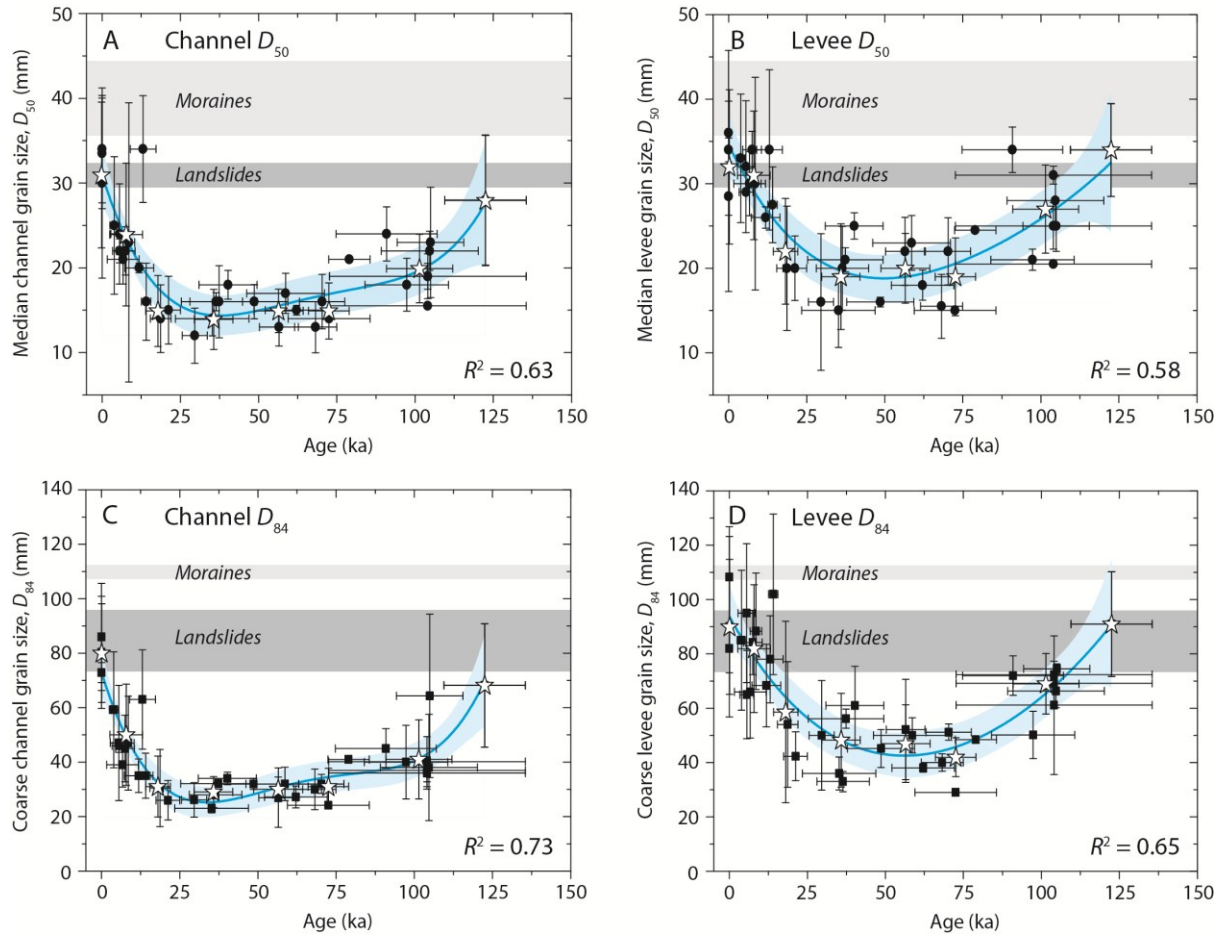 A Channel D50
Moraines
Landslides
R2 = 0.63
50
40
30
20
10
Median channel grain size, D50 (mm)
0 25 50 75 100 125 150
Age (ka)
B Levee D50
Moraines
Landslides
R2 = 0.58
50
40
30
20
10
Median levee grain size, D50 (mm)
0 25 50 75 100 125 150
Age (ka)
C Channel D84
Moraines
Landslides
R2 = 0.73
140
120
100
80
60
40
20
0
Coarse channel grain size, D84 (mm)
0 25 50 75 100 125 150
Age (ka)
D Levee D84
Moraines
Landslides
R2 = 0.65
140
120
100
80
60
40
20
0
Coarse levee grain size, D84 (mm)
0 25 50 75 100 125 150
Age (ka)